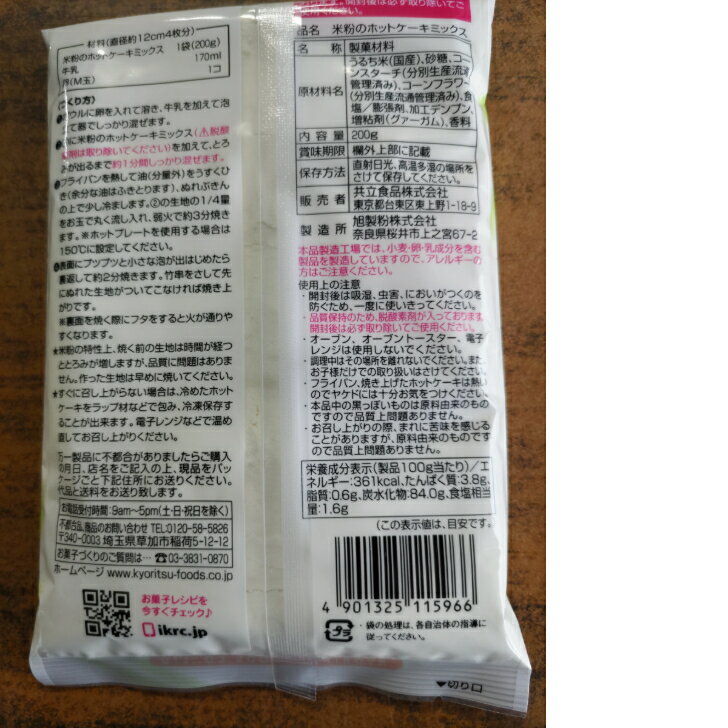 材料(直径約12cm4枚分)
米粉のホットケーキミックス 1袋(200g)
牛乳 170ml
卵(M玉) 1コ
くり方)
ウルに卵を入れて溶き、牛乳を加えて泡
て器でしっかり混ぜます。
に米粉のホットケーキミックス(⚠脱酸
剤は取り除いてください)を加えて、とろ
みが出るまで約1分間しっかり混ぜます。
フライパンを熱して油(分量外)をうすくひ
き(余分な油はふきとります)、ぬれぶきん
の上で少し冷まします。②の生地の1/4量
をお玉で丸く流し入れ、弱火で約3分焼き
ます。※ホットプレートを使用する場合は
150℃に設定してください。
表面にプツプツと小さな泡が出はじめたら
裏返して約2分焼きます。竹串をさして先
にぬれた生地がついてこなければ焼き上
がりです。
※裏面を焼く際にフタをすると火が通りや
すくなります。
★米粉の特性上、焼く前の生地は時間が経つ
ととろみが増しますが、品質に問題はありま
せん。作った生地は早めに焼いてください。
★すぐに召し上がらない場合は、冷めたホット
ケーキをラップ材などで包み、冷凍保存す
ることが出来ます。電子レンジなどで温め
直してお召し上がりください。
万一製品に不都合がありましたらご購入
の月日、店名をご記入の上、現品をパッケ
ージごと下記住所にお送りください。
代品と送料をお送り致します。
お電話受付時間:9am〜5pm(土・日・祝日を除く)
不都合品、商品のお問い合わせ TEL:0120-58-5826
〒340-0003 埼玉県草加市稲荷5-12-12
お菓子づくりのご質問は… ☎03-3831-0870
ホームページ www.kyoritsu-foods.co.jp
お菓子レシピを
今すぐチェック♪
ikrc.jp
開封後は必ず取り除いてご
使用ください。
品名 米粉のホットケーキミックス
名称 製菓材料
原材料名 うるち米(国産)、砂糖、コー
ンスターチ(分別生産流通
管理済み)、コーンフラワー
(分別生産流通管理済み)、食
塩/膨張剤、加工デンプン、
増粘剤(グァーガム)、香料
内容量 200g
賞味期限 欄外上部に記載
保存方法 直射日光、高温多湿の場所を
さけて保存してください。
販売者 共立食品株式会社
東京都台東区東上野1-18-9
製造所 旭製粉株式会社
奈良県桜井市上之宮67-2
本品製造工場では、小麦・卵・乳成分を含む
製品を製造していますので、アレルギーの
方はご注意ください。
使用上の注意
・開封後は吸湿、虫害、においがつくのを
防ぐため、一度に使いきってください。
・品質保持のため、脱酸素剤が入っております。
開封後は必ず取り除いてご使用ください。
・オーブン、オーブントースター、電子
レンジは使用しないでください。
・調理中はその場所を離れないでください。また、
お子様だけでの取り扱いはさけてください。
・フライパン、焼き上げたホットケーキは熱い
のでヤケドには十分お気をつけください。
・本品中の黒っぽいものは原料由来のもの
ですので品質上問題ありません。
・お召し上がりの際、まれに苦味を感じる
ことがありますが、原料由来のものです
ので品質上問題ありません。
栄養成分表示(製品100g当たり)/エ
ネルギー:361kcal、たんぱく質:3.8g、
脂質:0.6g、炭水化物:84.0g、食塩相当
量:1.6g
(この表示値は、目安です。)
4 901325 115966
プラ
・袋の処理は、各自治体の指導に
従ってください。
▼切り口